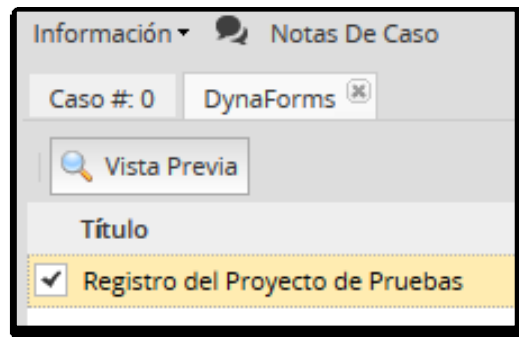 Información Notas De Caso
Caso #: 0 DynaForms
Vista Previa
Título
Registro del Proyecto de Pruebas